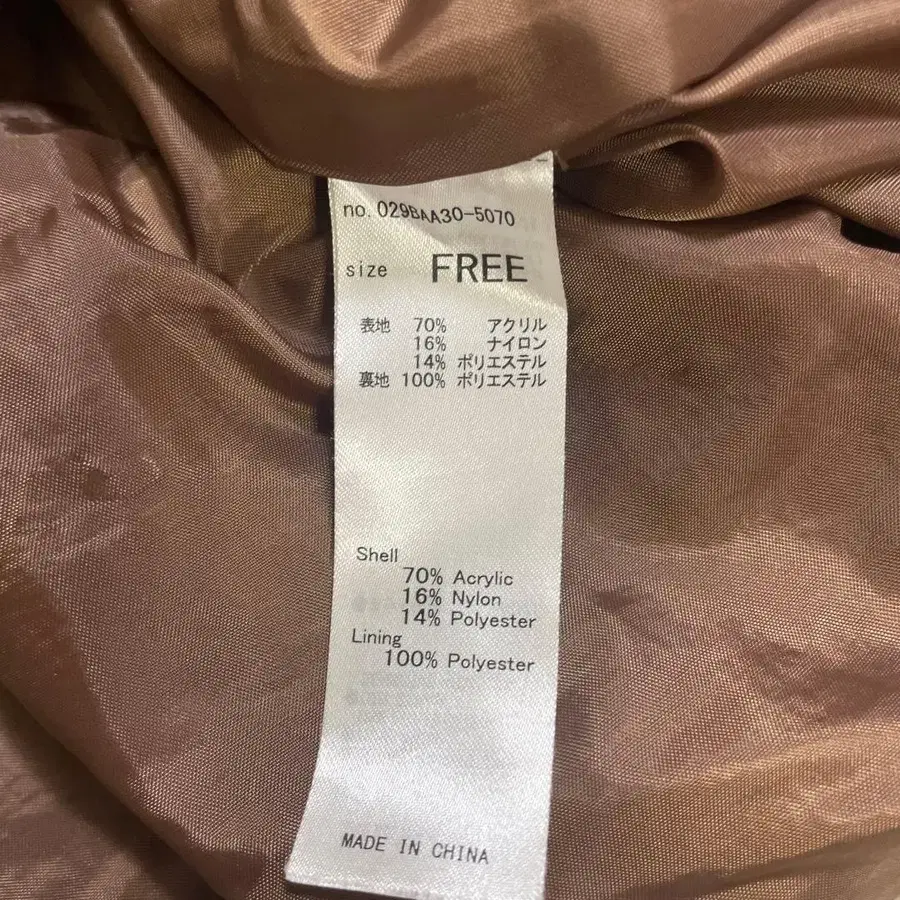 no. 029BAA30-5070
size FREE
表地 70% アクリル
16% ナイロン
14% ポリエステル
裏地 100% ポリエステル
Shell
70% Acrylic
16% Nylon
14% Polyester
Lining
100% Polyester
MADE IN CHINA